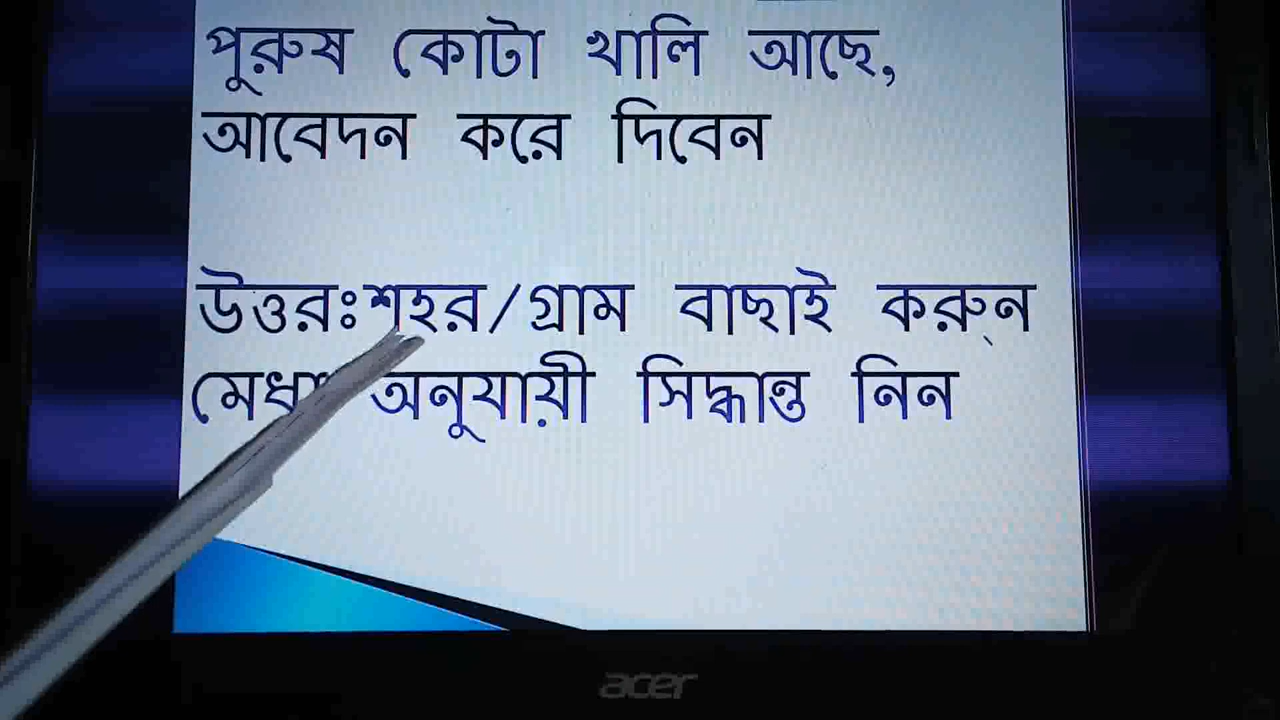 পুরুষ কোটা খালি আছে,
আবেদন করে দিবেন
উত্তরঃশহর/গ্রাম বাছাই করুন
মেধা অনুযায়ী সিদ্ধান্ত নিন
acer